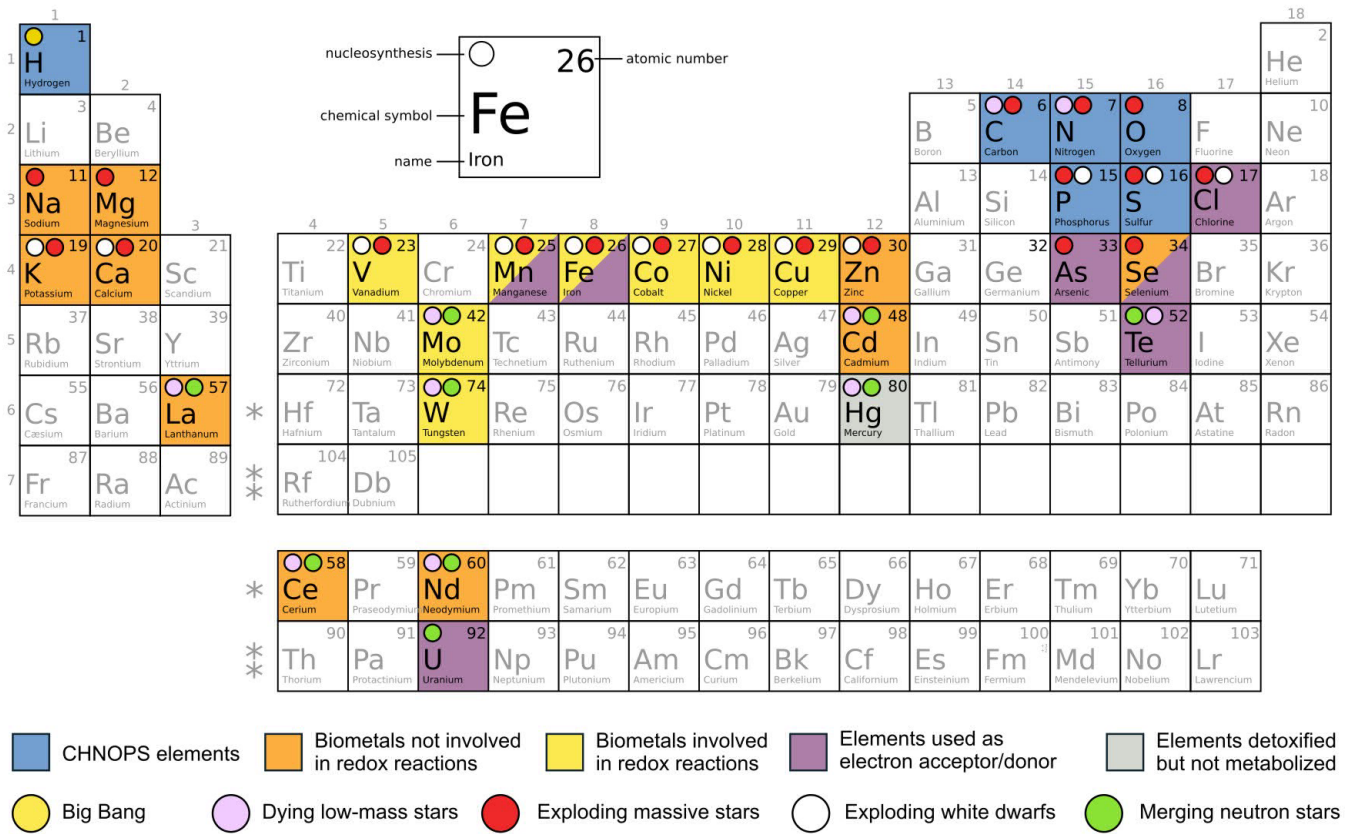 1
18
1
1
H
Hydrogen
2
He
Helium
nucleosynthesis
26
atomic number
Fe
chemical symbol
name
Iron
2
13
14
15
16
17
2
3
Li
Lithium
4
Be
Beryllium
5
B
Boron
6
C
Carbon
7
N
Nitrogen
8
O
Oxygen
9
F
Fluorine
10
Ne
Neon
3
11
Na
Sodium
12
Mg
Magnesium
13
Al
Aluminium
14
Si
Silicon
15
P
Phosphorus
16
S
Sulfur
17
Cl
Chlorine
18
Ar
Argon
3
4
5
6
7
8
9
10
11
12
4
19
K
Potassium
20
Ca
Calcium
21
Sc
Scandium
22
Ti
Titanium
23
V
Vanadium
24
Cr
Chromium
25
Mn
Manganese
26
Fe
Iron
27
Co
Cobalt
28
Ni
Nickel
29
Cu
Copper
30
Zn
Zinc
31
Ga
Gallium
32
Ge
Germanium
33
As
Arsenic
34
Se
Selenium
35
Br
Bromine
36
Kr
Krypton
5
37
Rb
Rubidium
38
Sr
Strontium
39
Y
Yttrium
40
Zr
Zirconium
41
Nb
Niobium
42
Mo
Molybdenum
43
Tc
Technetium
44
Ru
Ruthenium
45
Rh
Rhodium
46
Pd
Palladium
47
Ag
Silver
48
Cd
Cadmium
49
In
Indium
50
Sn
Tin
51
Sb
Antimony
52
Te
Tellurium
53
I
Iodine
54
Xe
Xenon
6
55
Cs
Cæsium
56
Ba
Barium
57
La
Lanthanum
*
72
Hf
Hafnium
73
Ta
Tantalum
74
W
Tungsten
75
Re
Rhenium
76
Os
Osmium
77
Ir
Iridium
78
Pt
Platinum
79
Au
Gold
80
Hg
Mercury
81
Tl
Thallium
82
Pb
Lead
83
Bi
Bismuth
84
Po
Polonium
85
At
Astatine
86
Rn
Radon
7
87
Fr
Francium
88
Ra
Radium
89
Ac
Actinium
*
*
104
Rf
Rutherfordium
105
Db
Dubnium
*
58
Ce
Cerium
59
Pr
Praseodymium
60
Nd
Neodymium
61
Pm
Promethium
62
Sm
Samarium
63
Eu
Europium
64
Gd
Gadolinium
65
Tb
Terbium
66
Dy
Dysprosium
67
Ho
Holmium
68
Er
Erbium
69
Tm
Thulium
70
Yb
Ytterbium
71
Lu
Lutetium
*
*
90
Th
Thorium
91
Pa
Protactinium
92
U
Uranium
93
Np
Neptunium
94
Pu
Plutonium
95
Am
Americium
96
Cm
Curium
97
Bk
Berkelium
98
Cf
Californium
99
Es
Einsteinium
100
Fm
Fermium
101
Md
Mendelevium
102
No
Nobelium
103
Lr
Lawrencium
CHNOPS elements
Biometals not involved
in redox reactions
Biometals involved
in redox reactions
Elements used as
electron acceptor/donor
Elements detoxified
but not metabolized
Big Bang
Dying low-mass stars
Exploding massive stars
Exploding white dwarfs
Merging neutron stars